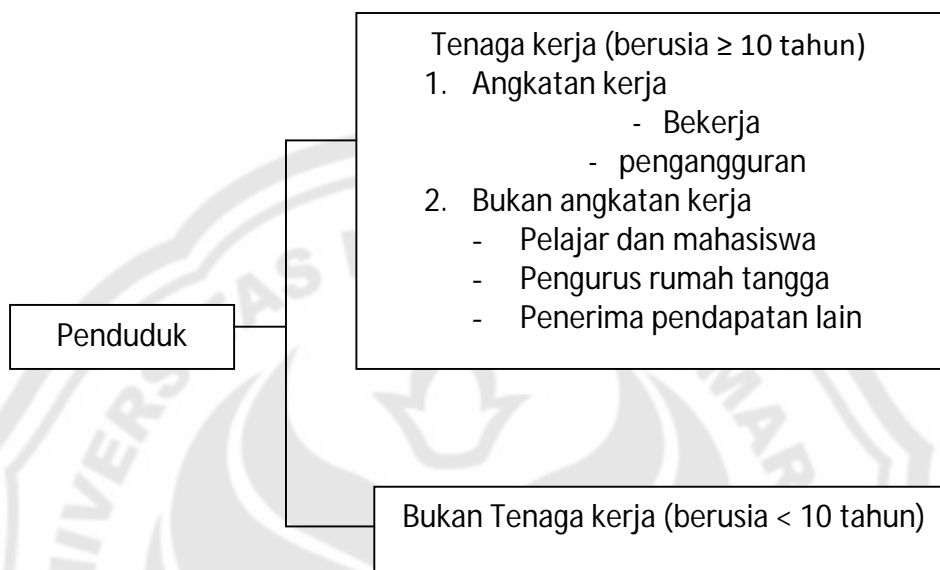 Tenaga kerja (berusia ≥ 10 tahun)
1. Angkatan kerja
- Bekerja
- pengangguran
2. Bukan angkatan kerja
- Pelajar dan mahasiswa
- Pengurus rumah tangga
- Penerima pendapatan lain
Penduduk
Bukan Tenaga kerja (berusia < 10 tahun)